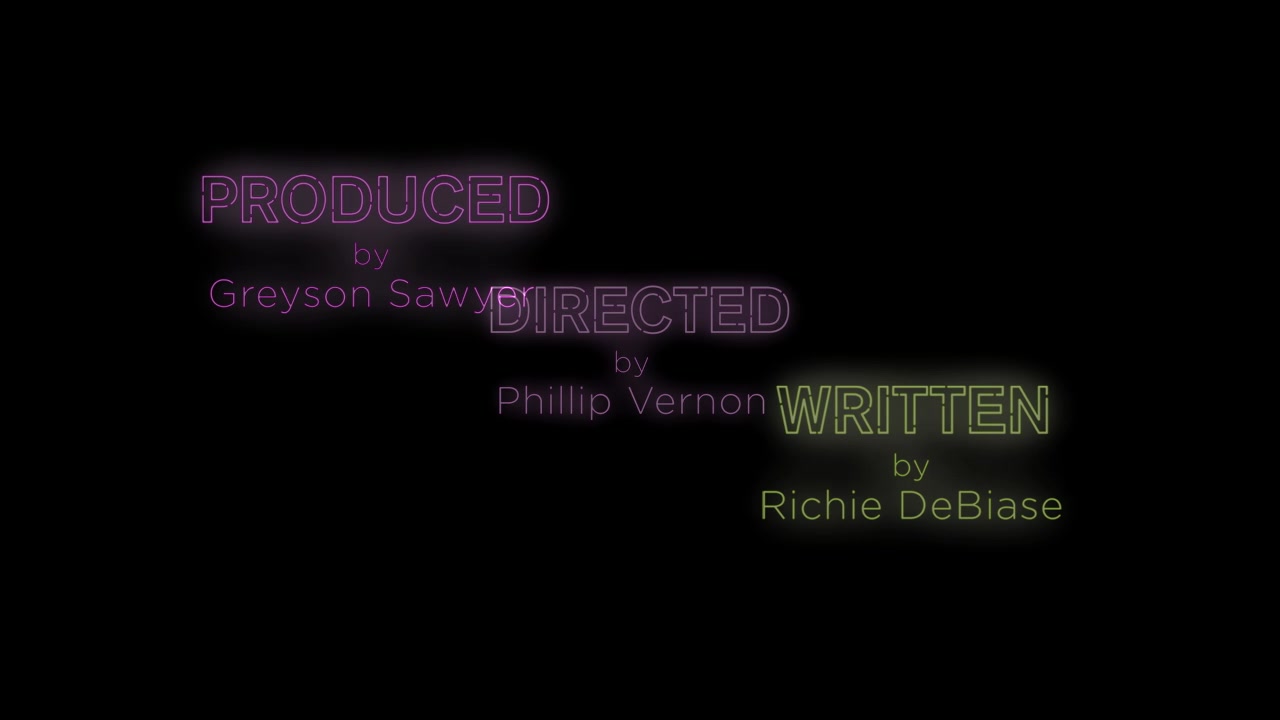 PRODUCED
by
Greyson Sawyer
DIRECTED
by
Phillip Vernon
WRITTEN
by
Richie DeBiase